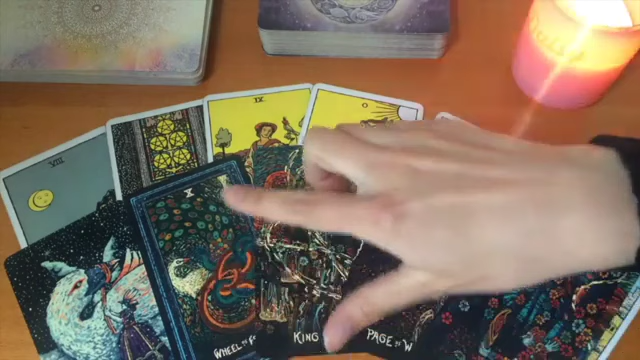 VIII
IX
X
WHEEL OF F
KING
PAGE OF W